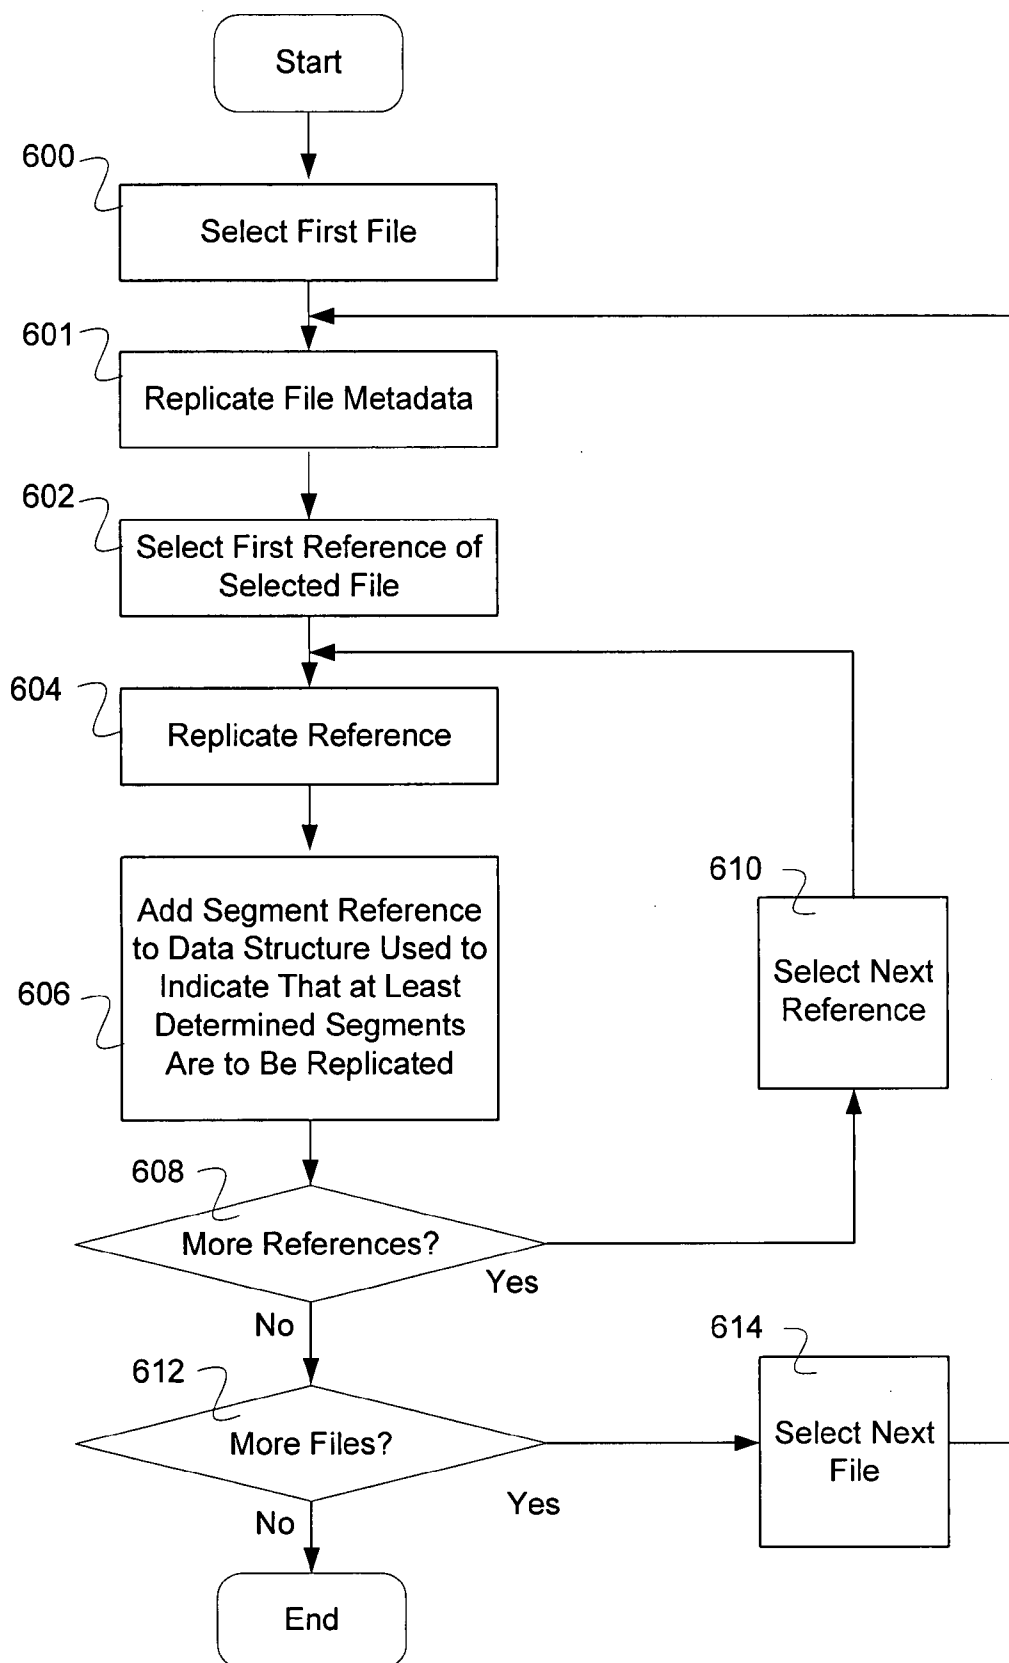 Start
600
Select First File
601
Replicate File Metadata
602
Select First Reference of
Selected File
604
Replicate Reference
606
Add Segment Reference
to Data Structure Used to
Indicate That at Least
Determined Segments
Are to Be Replicated
610
Select Next
Reference
608
More References?
Yes
No
612
More Files?
Yes
No
614
Select Next
File
End